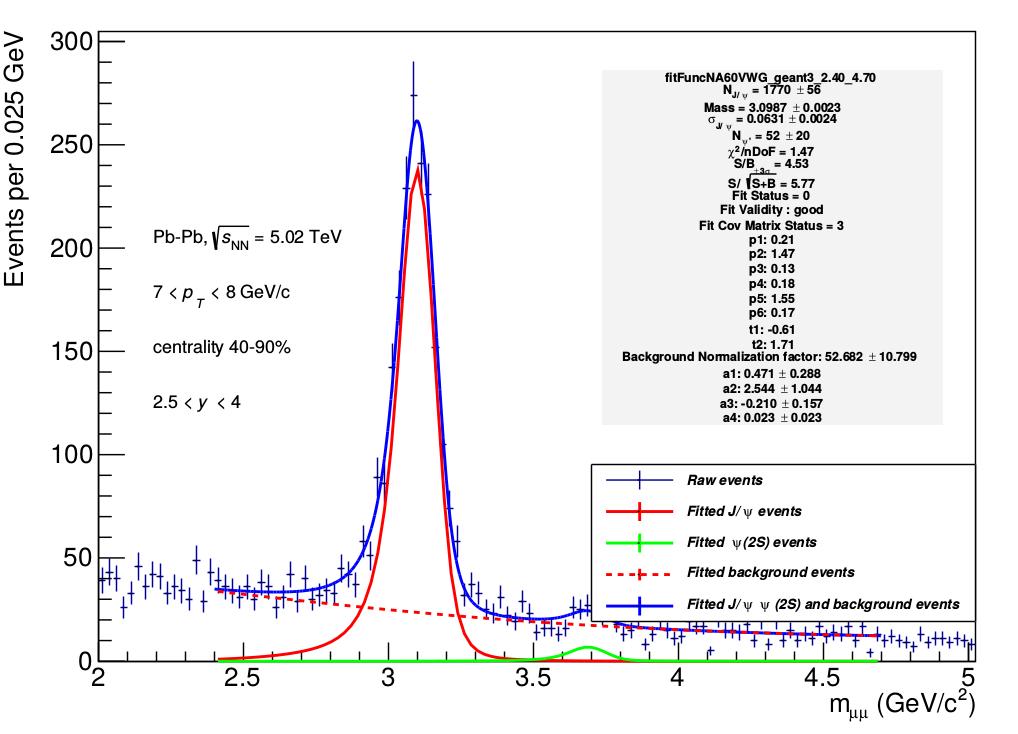 Events per 0.025 GeV
300
250
200
150
100
50
0
2
2.5
3
3.5
4
4.5
5
m_μμ (GeV/c²)
Pb-Pb, √s_NN = 5.02 TeV
7 < p_T < 8 GeV/c
centrality 40-90%
2.5 < y < 4
fitFuncNA60VWG_geant3_2.40_4.70
N_J/ψ = 1770 ± 56
Mass = 3.0987 ± 0.0023
σ_J/ψ = 0.0631 ± 0.0024
N_ψ' = 52 ± 20
χ²/nDoF = 1.47
S/B_±3σ = 4.53
S/ √S+B = 5.77
Fit Status = 0
Fit Validity : good
Fit Cov Matrix Status = 3
p1: 0.21
p2: 1.47
p3: 0.13
p4: 0.18
p5: 1.55
p6: 0.17
t1: -0.61
t2: 1.71
Background Normalization factor: 52.682 ± 10.799
a1: 0.471 ± 0.288
a2: 2.544 ± 1.044
a3: -0.210 ± 0.157
a4: 0.023 ± 0.023
Raw events
Fitted J/ψ events
Fitted ψ(2S) events
Fitted background events
Fitted J/ψ ψ(2S) and background events